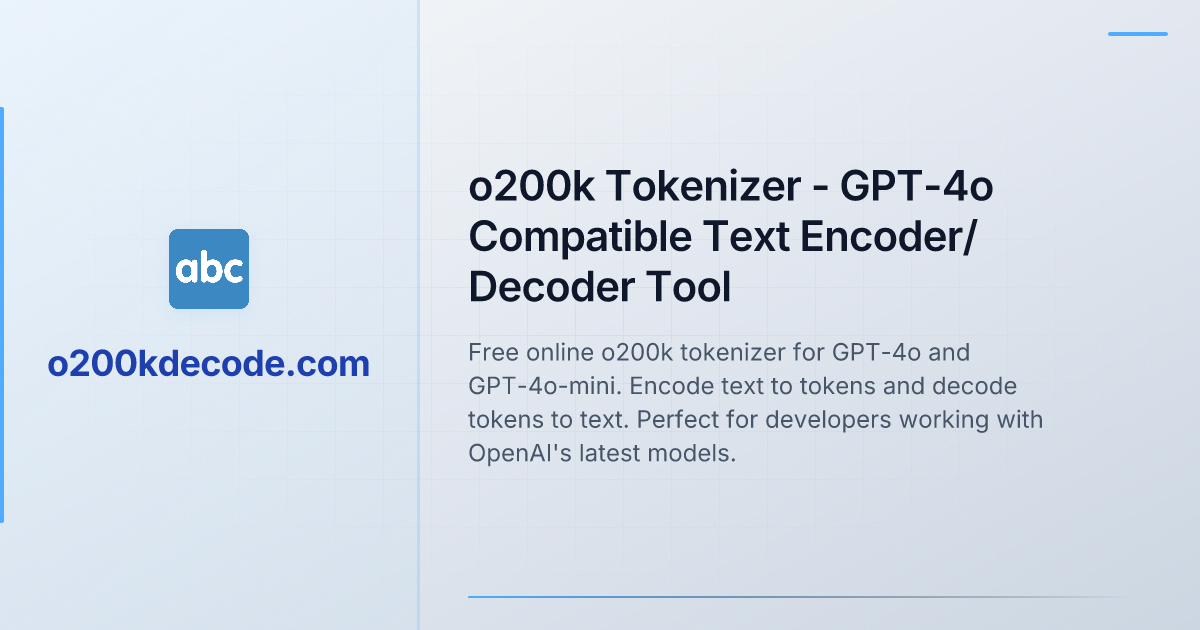 abc
o200kdecode.com
o200k Tokenizer - GPT-4o
Compatible Text Encoder/
Decoder Tool
Free online o200k tokenizer for GPT-4o and
GPT-4o-mini. Encode text to tokens and decode
tokens to text. Perfect for developers working with
OpenAI's latest models.